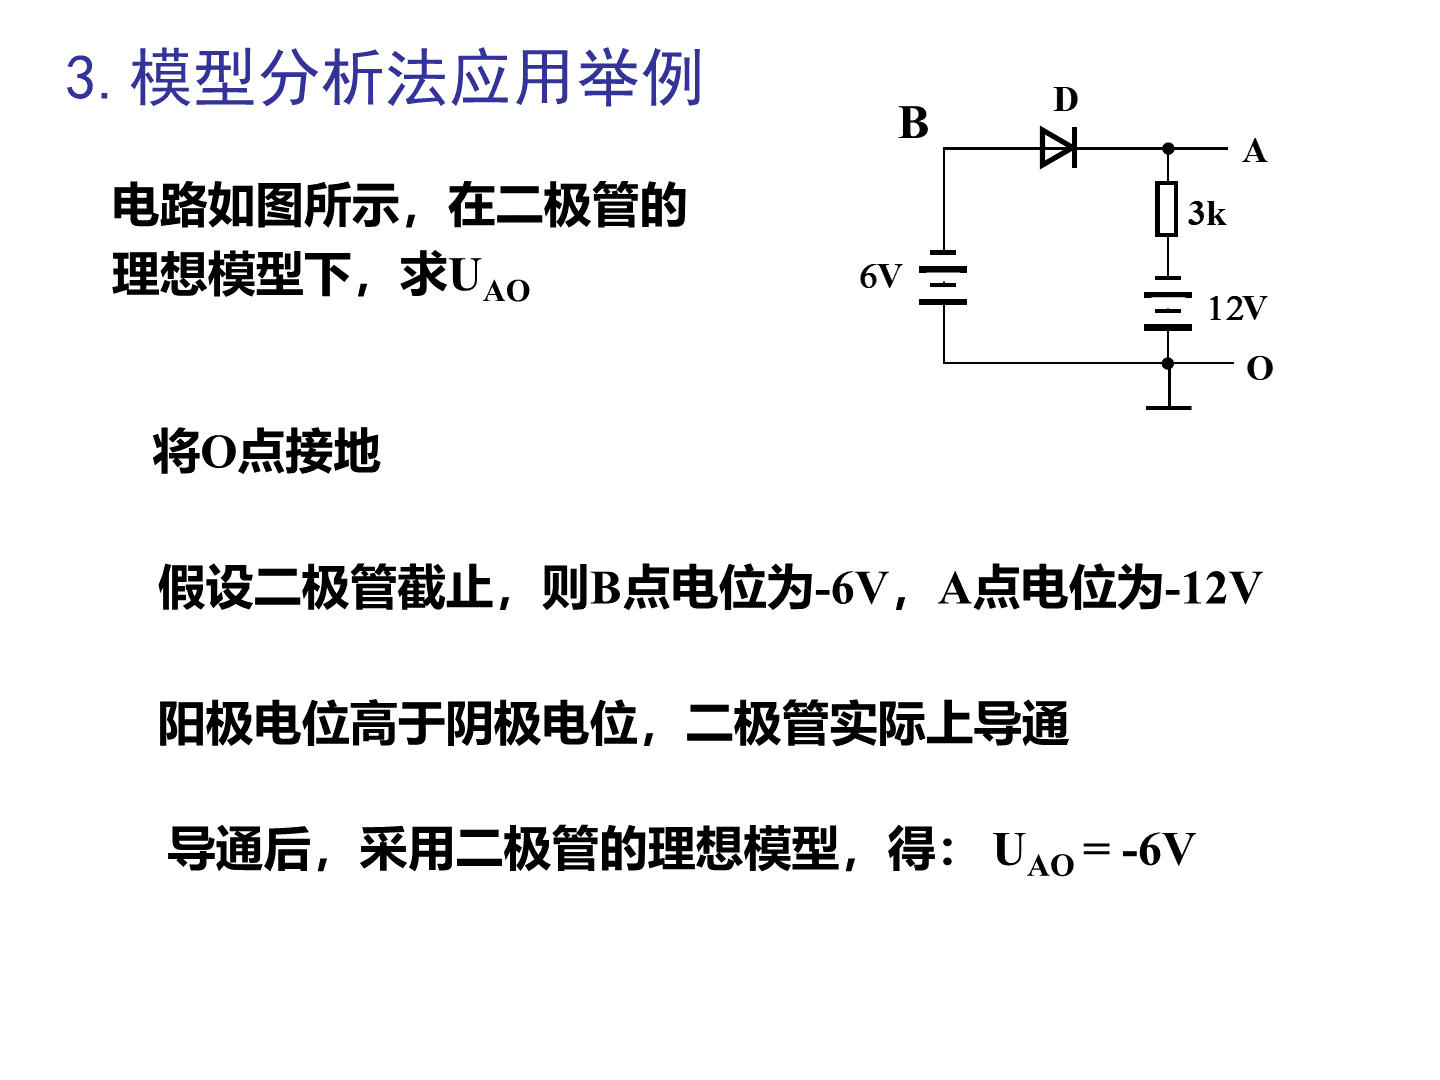 3. 模型分析法应用举例
电路如图所示，在二极管的
理想模型下，求UAO
D
B
A
3k
6V
12V
O
将O点接地
假设二极管截止，则B点电位为-6V，A点电位为-12V
阳极电位高于阴极电位，二极管实际上导通
导通后，采用二极管的理想模型，得： UAO = -6V